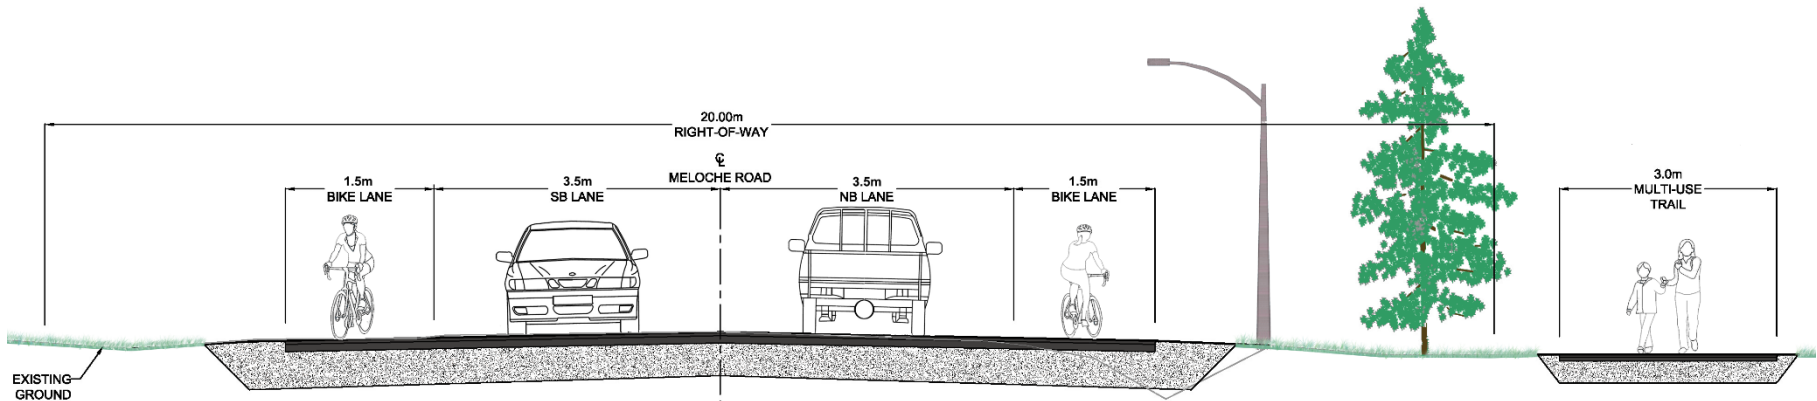 20.00m
RIGHT-OF-WAY
℄
MELOCHE ROAD
1.5m
BIKE LANE
3.5m
SB LANE
3.5m
NB LANE
1.5m
BIKE LANE
3.0m
MULTI-USE
TRAIL
EXISTING
GROUND